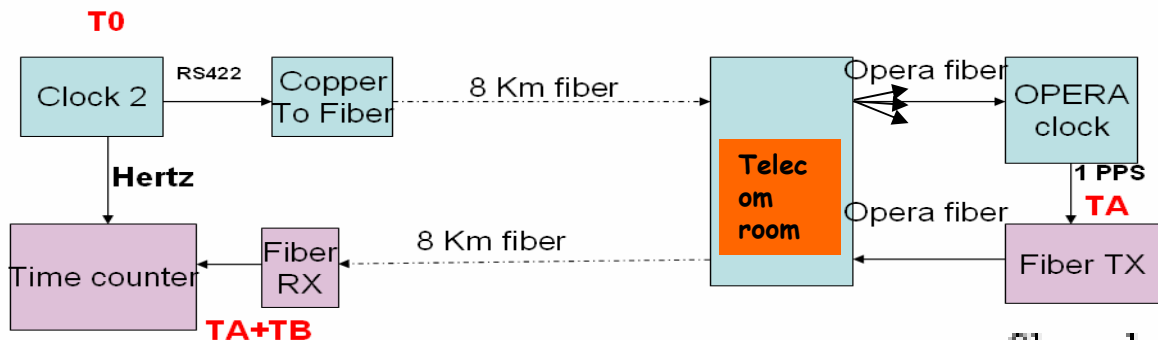 T0
Clock 2
RS422
Copper
To Fiber
8 Km fiber
Opera fiber
OPERA
clock
Hertz
1 PPS
TA
Telec
om
room
Opera fiber
Time counter
Fiber
RX
8 Km fiber
Fiber TX
TA+TB